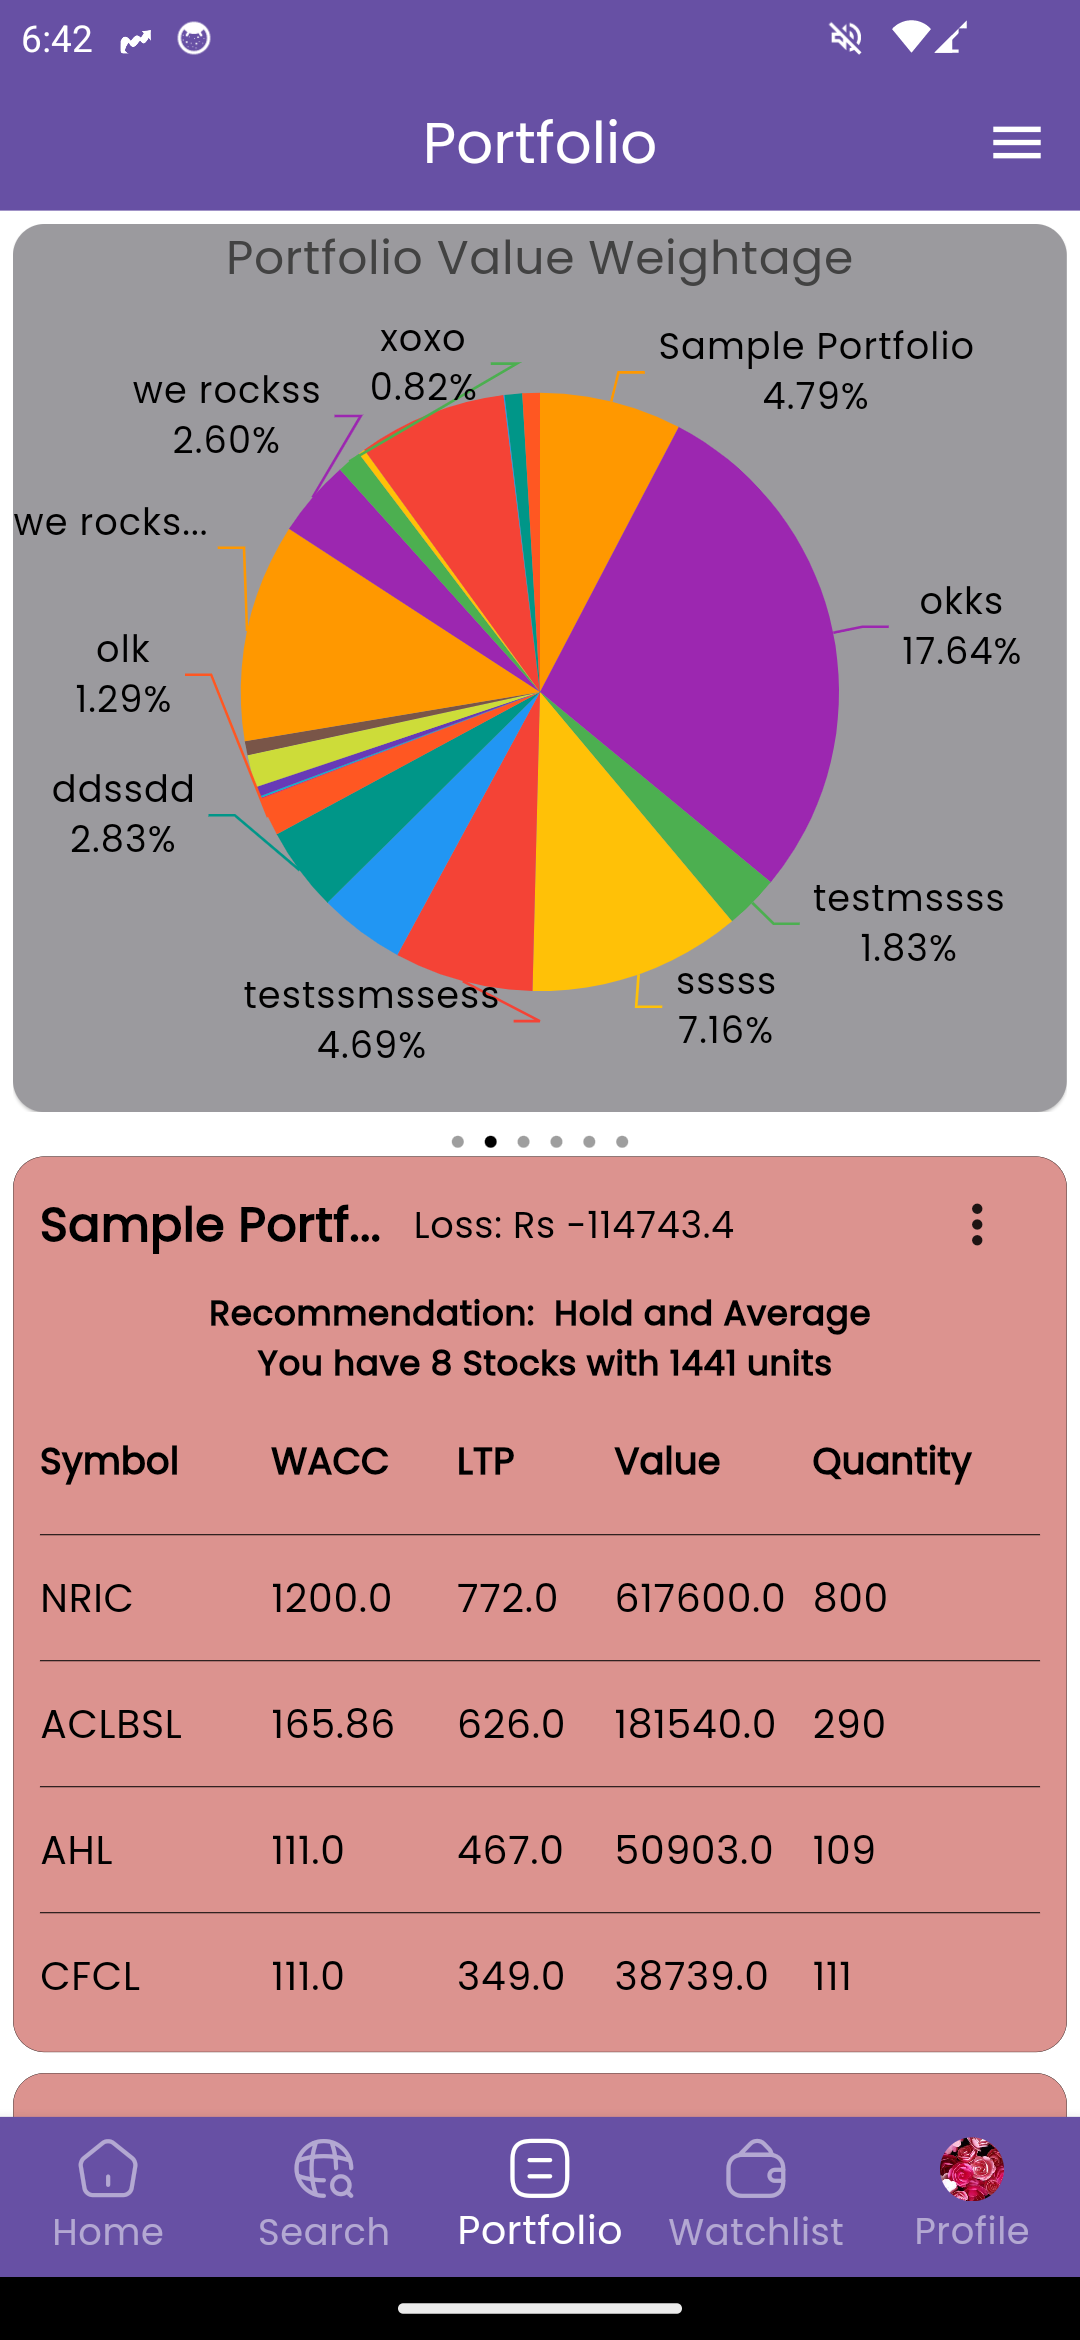 6:42
Portfolio
Portfolio Value Weightage
xoxo
0.82%
Sample Portfolio
4.79%
we rockss
2.60%
we rocks...
okks
17.64%
olk
1.29%
ddssdd
2.83%
testmssss
1.83%
sssss
7.16%
testssmssess
4.69%
Sample Portf... Loss: Rs -114743.4
Recommendation: Hold and Average
You have 8 Stocks with 1441 units
Symbol WACC LTP Value Quantity
NRIC 1200.0 772.0 617600.0 800
ACLBSL 165.86 626.0 181540.0 290
AHL 111.0 467.0 50903.0 109
CFCL 111.0 349.0 38739.0 111
Home Search Portfolio Watchlist Profile